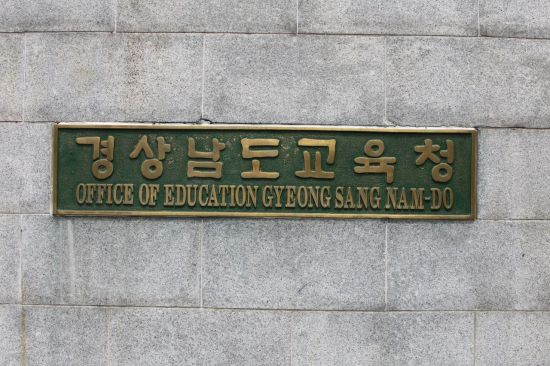 경상남도교육청
OFFICE OF EDUCATION GYEONG SANG NAM-DO